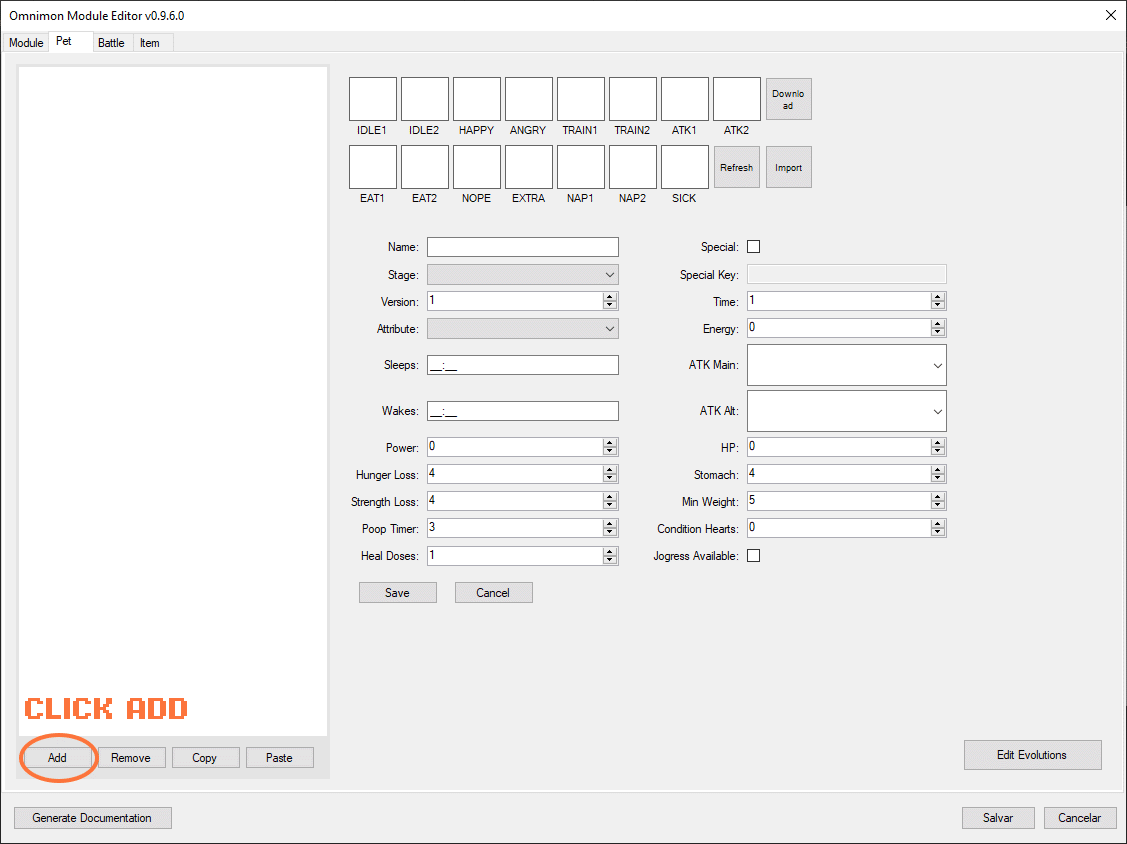 Omnimon Module Editor v0.9.6.0
Module Pet Battle Item
Downlo
ad
IDLE1 IDLE2 HAPPY ANGRY TRAIN1 TRAIN2 ATK1 ATK2
Refresh Import
EAT1 EAT2 NOPE EXTRA NAP1 NAP2 SICK
Name: Special:
Stage: Special Key:
Version: 1 Time: 1
Attribute: Energy: 0
Sleeps: __:__ ATK Main:
Wakes: __:__ ATK Alt:
Power: 0 HP: 0
Hunger Loss: 4 Stomach: 4
Strength Loss: 4 Min Weight: 5
Poop Timer: 3 Condition Hearts: 0
Heal Doses: 1 Jogress Available:
Save Cancel
CLICK ADD
Add Remove Copy Paste Edit Evolutions
Generate Documentation Salvar Cancelar